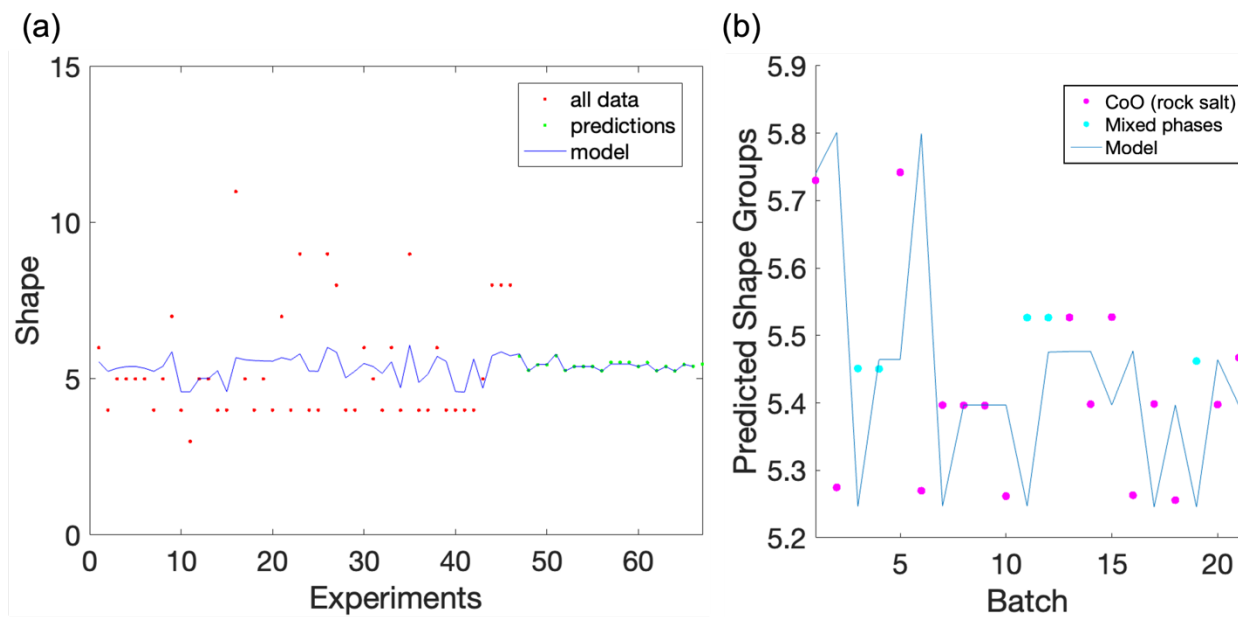 (a)
15
10
5
0
Shape
0 10 20 30 40 50 60
Experiments
all data
predictions
model
(b)
5.9
5.8
5.7
5.6
5.5
5.4
5.3
5.2
Predicted Shape Groups
5 10 15 20
Batch
CoO (rock salt)
Mixed phases
Model